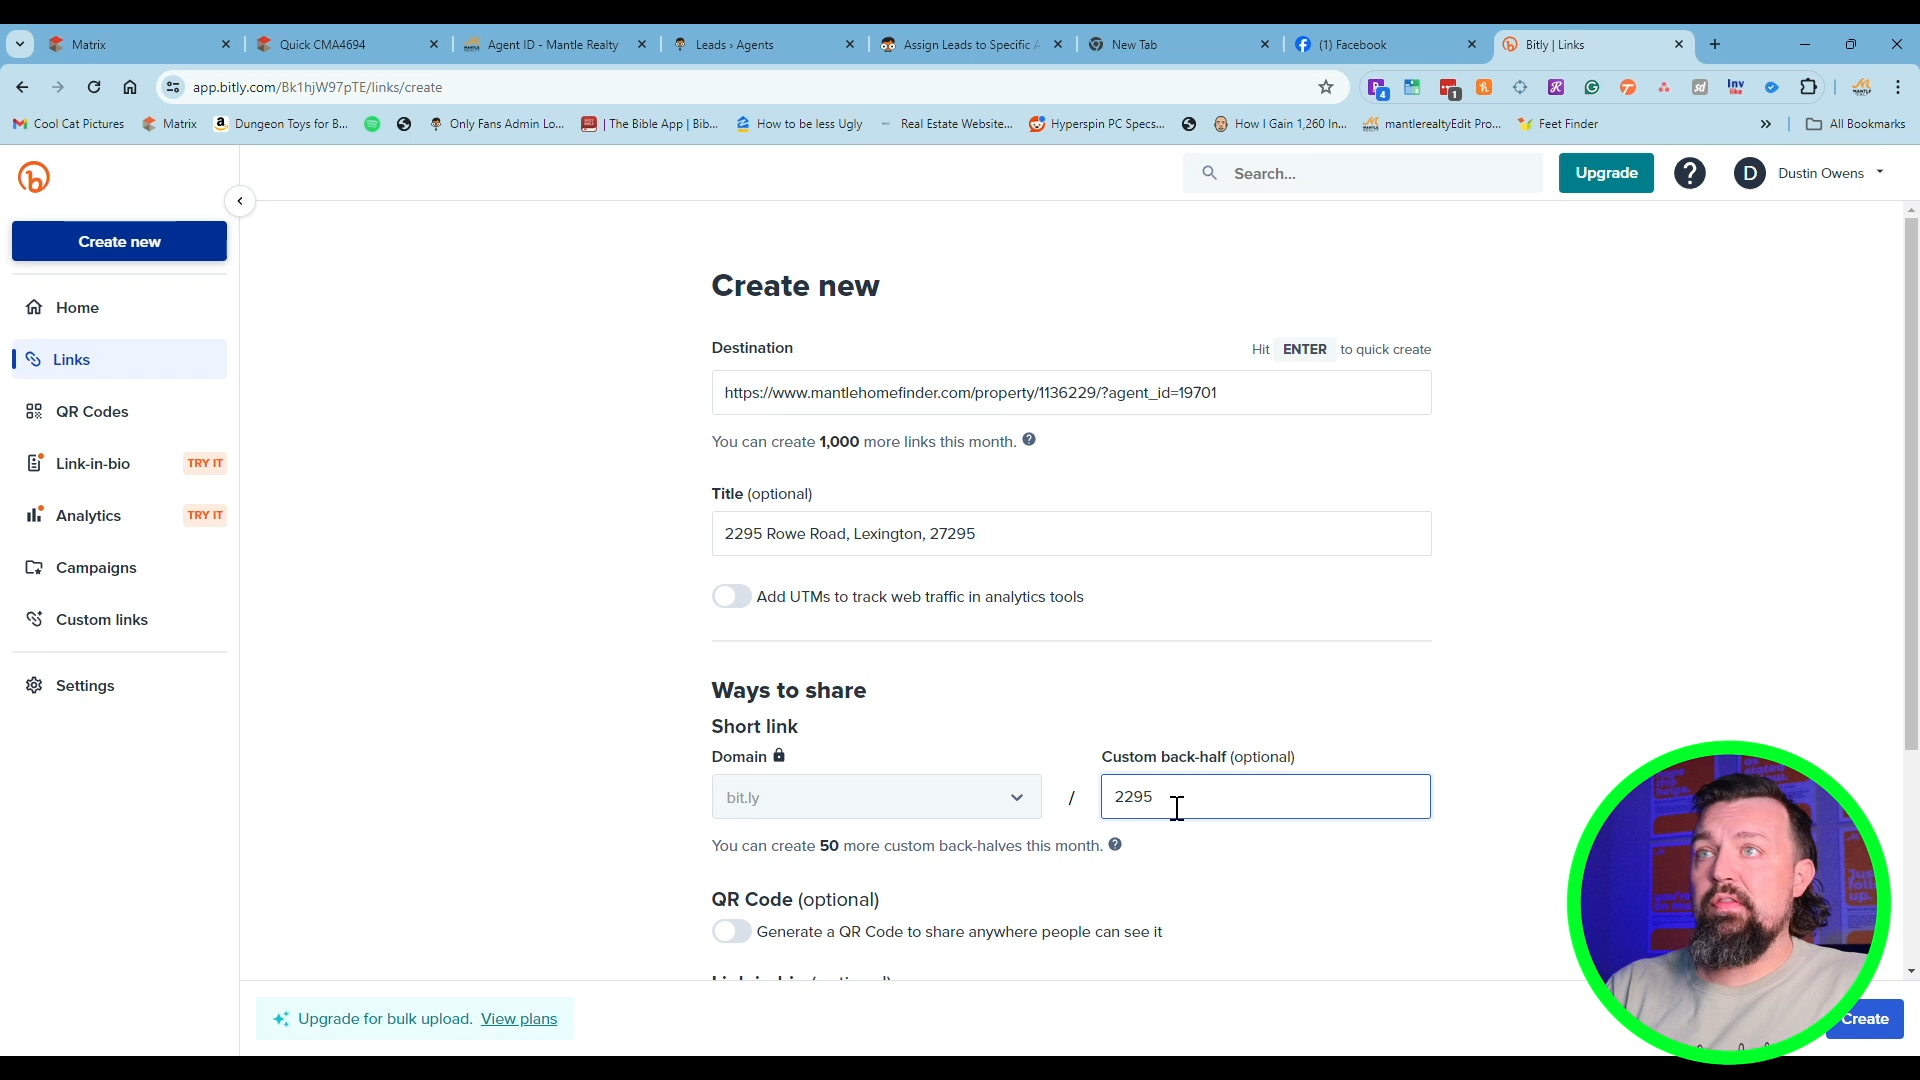 Matrix
Quick CMA4694
Agent ID - Mantle Realty
Leads › Agents
Assign Leads to Specific A
New Tab
(1) Facebook
Bitly | Links
app.bitly.com/Bk1hjW97pTE/links/create
4
1
sd
Inv
MANTLE
Cool Cat Pictures
Matrix
Dungeon Toys for B...
Only Fans Admin Lo...
| The Bible App | Bib...
How to be less Ugly
Real Estate Website...
Hyperspin PC Specs...
How I Gain 1,260 In...
mantlerealtyEdit Pro...
Feet Finder
All Bookmarks
Search...
Upgrade
D
Dustin Owens
Create new
Home
Links
QR Codes
Link-in-bio
TRY IT
Analytics
TRY IT
Campaigns
Custom links
Settings
Create new
Destination
Hit ENTER to quick create
https://www.mantlehomefinder.com/property/1136229/?agent_id=19701
You can create 1,000 more links this month.
Title (optional)
2295 Rowe Road, Lexington, 27295
Add UTMs to track web traffic in analytics tools
Ways to share
Short link
Domain
Custom back-half (optional)
bit.ly
/
2295
You can create 50 more custom back-halves this month.
QR Code (optional)
Generate a QR Code to share anywhere people can see it
Upgrade for bulk upload. View plans
Create